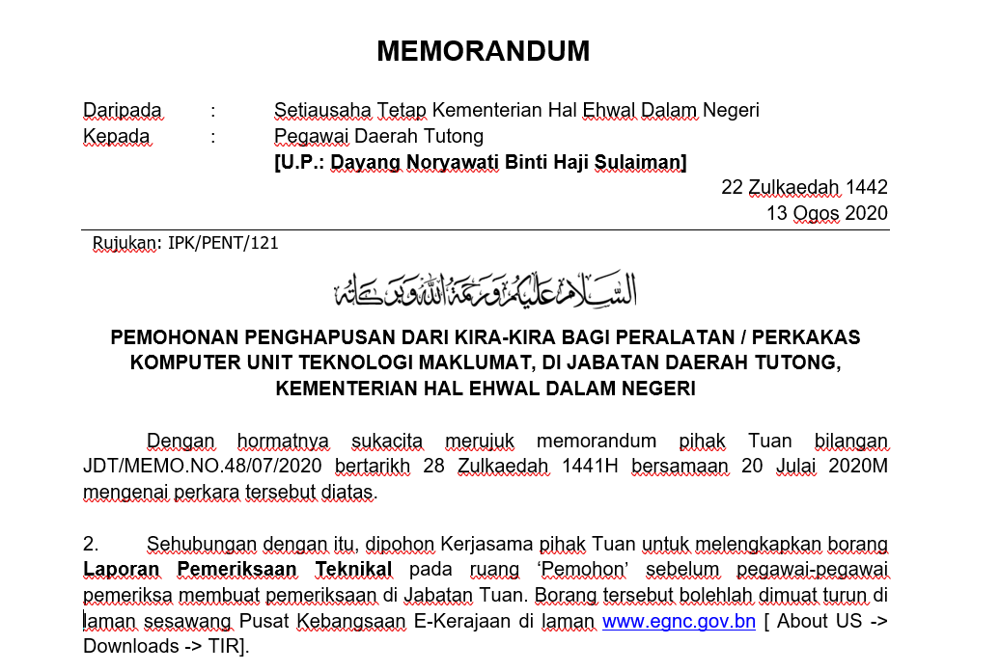 MEMORANDUM
Daripada : Setiausaha Tetap Kementerian Hal Ehwal Dalam Negeri
Kepada : Pegawai Daerah Tutong
[U.P.: Dayang Noryawati Binti Haji Sulaiman]
22 Zulkaedah 1442
13 Ogos 2020
Rujukan: IPK/PENT/121
السَّلَامُ عَلَيْكُمْ وَرَحْمَةُ اللهِ وَبَرَكَاتُهُ
PEMOHONAN PENGHAPUSAN DARI KIRA-KIRA BAGI PERALATAN / PERKAKAS
KOMPUTER UNIT TEKNOLOGI MAKLUMAT, DI JABATAN DAERAH TUTONG,
KEMENTERIAN HAL EHWAL DALAM NEGERI
Dengan hormatnya sukacita merujuk memorandum pihak Tuan bilangan
JDT/MEMO.NO.48/07/2020 bertarikh 28 Zulkaedah 1441H bersamaan 20 Julai 2020M
mengenai perkara tersebut diatas.
2. Sehubungan dengan itu, dipohon Kerjasama pihak Tuan untuk melengkapkan borang
Laporan Pemeriksaan Teknikal pada ruang ‘Pemohon’ sebelum pegawai-pegawai
pemeriksa membuat pemeriksaan di Jabatan Tuan. Borang tersebut bolehlah dimuat turun di
laman sesawang Pusat Kebangsaan E-Kerajaan di laman www.egnc.gov.bn [ About US ->
Downloads -> TIR].